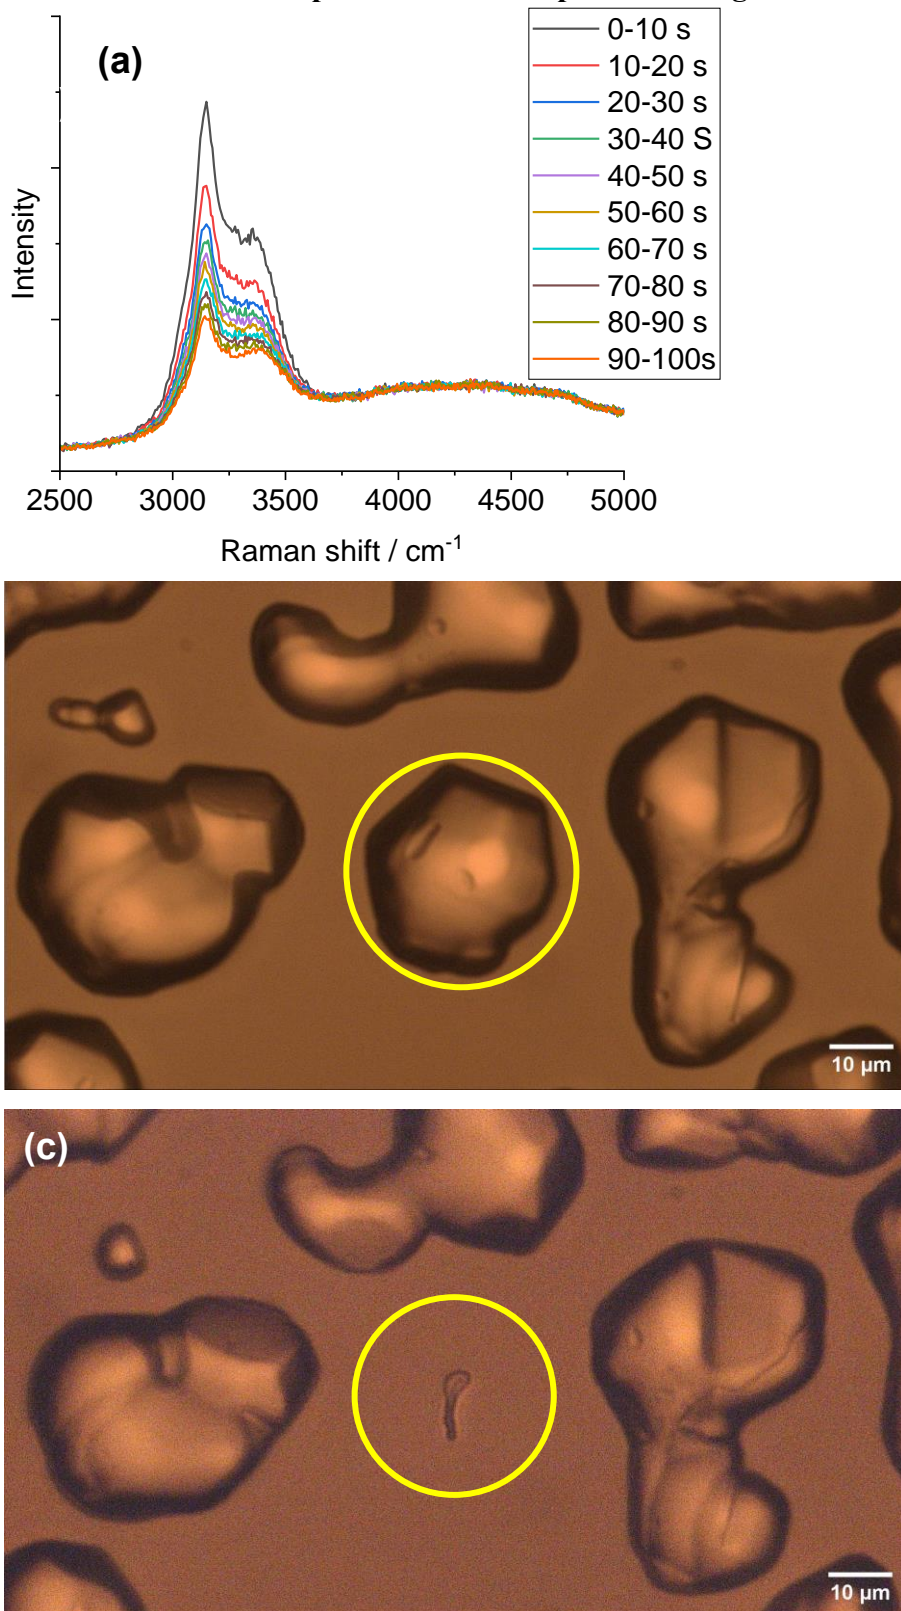 (a)
0-10 s
10-20 s
20-30 s
30-40 S
40-50 s
50-60 s
60-70 s
70-80 s
80-90 s
90-100s
Intensity
2500 3000 3500 4000 4500 5000
Raman shift / cm-1
10 µm
(c)
10 µm